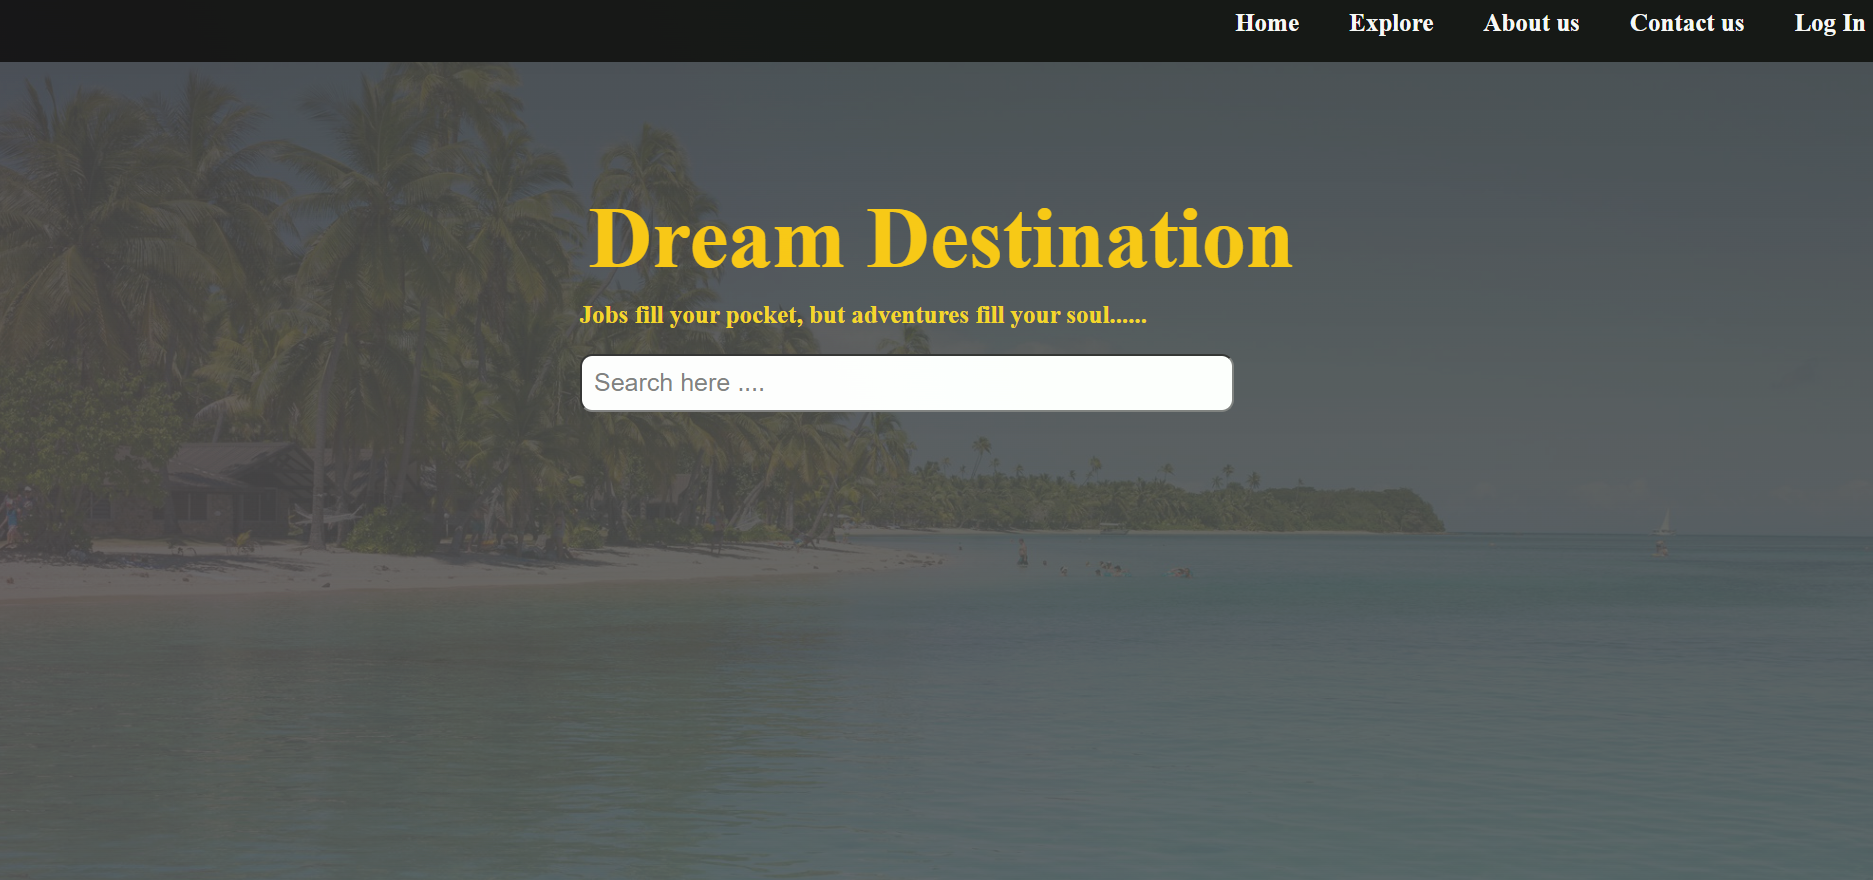 Home Explore About us Contact us Log In
Dream Destination
Jobs fill your pocket, but adventures fill your soul......
Search here ....